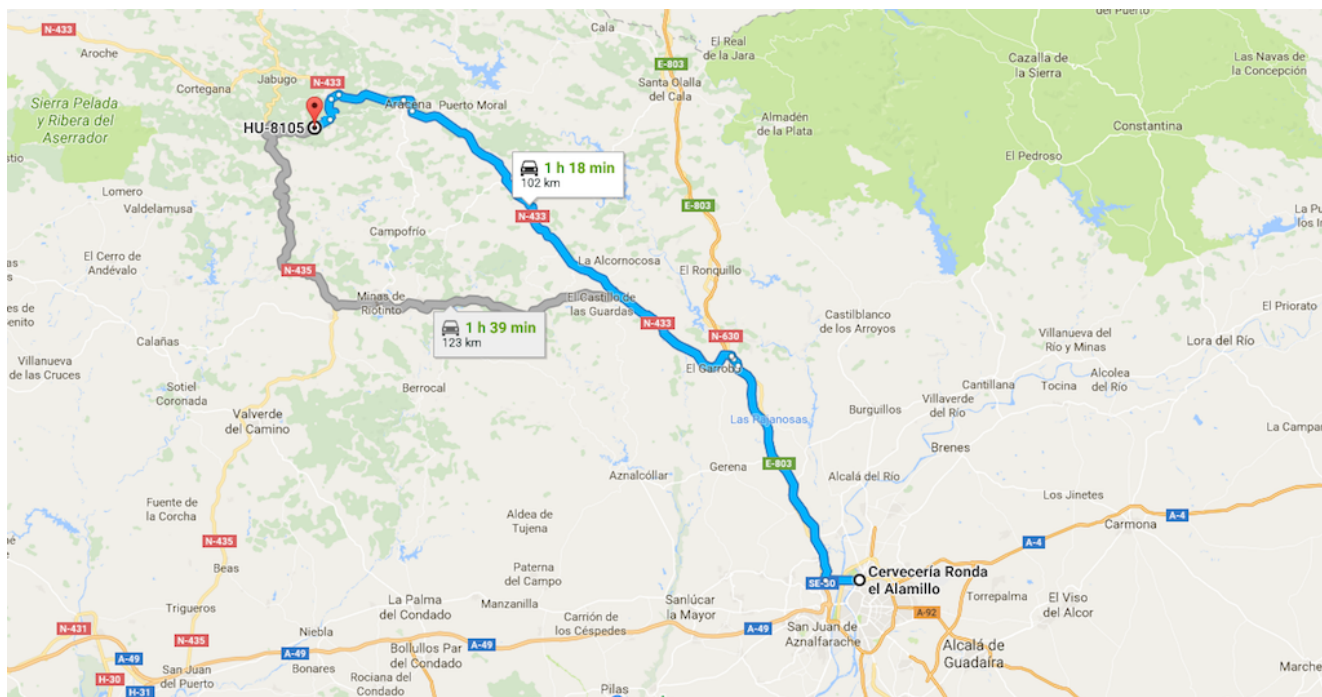 N-433
Aroche
Cortegana
Jabugo
N-433
Aracena
Puerto Moral
Cala
E-803
El Real
de la Jara
Santa Olalla
del Cala
del Puerto
Cazalla
de la Sierra
Las Navas de
la Concepción
Almadén
de la Plata
Constantina
El Pedroso
Sierra Pelada
y Ribera del
Aserrador
HU-8105
1 h 18 min
102 km
Lomero
Valdelamusa
N-433
E-803
Campofrío
El Cerro de
Andévalo
N-435
La Alcornocosa
El Ronquillo
Minas de
Riotinto
El Castillo de
las Guardas
N-433
1 h 39 min
123 km
N-630
Castilblanco
de los Arroyos
El Priorato
Villanueva del
Río y Minas
Lora del Río
Calañas
Villanueva
de las Cruces
El Garrobo
Alcolea
del Río
Sotiel
Coronada
Berrocal
Cantillana
Tocina
Villaverde
del Río
Burguillos
Valverde
del Camino
Las Pajanosas
Brenes
E-803
Gerena
Aznalcóllar
Alcalá del Río
Los Jinetes
Carmona
A-4
Fuente de
la Corcha
Aldea de
Tujena
N-435
Beas
A-4
Paterna
del Campo
SE-30
Cervecería Ronda
el Alamillo
Torrepalma
El Viso
del Alcor
Trigueros
La Palma
del Condado
Manzanilla
Sanlúcar
la Mayor
A-92
N-431
Niebla
Carrión de
los Céspedes
A-49
San Juan de
Aznalfarache
N-435
A-49
San Juan
del Puerto
A-49
Bonares
Bollullos Par
del Condado
A-49
Alcalá de
Guadaíra
H-30
H-31
Rociana del
Condado
Pilas